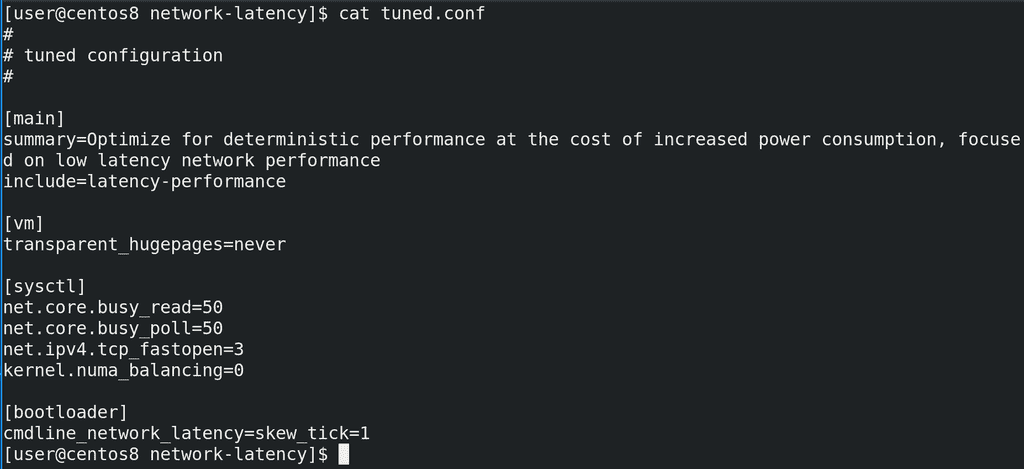 [user@centos8 network-latency]$ cat tuned.conf
#
# tuned configuration
#
[main]
summary=Optimize for deterministic performance at the cost of increased power consumption, focuse
d on low latency network performance
include=latency-performance
[vm]
transparent_hugepages=never
[sysctl]
net.core.busy_read=50
net.core.busy_poll=50
net.ipv4.tcp_fastopen=3
kernel.numa_balancing=0
[bootloader]
cmdline_network_latency=skew_tick=1
[user@centos8 network-latency]$